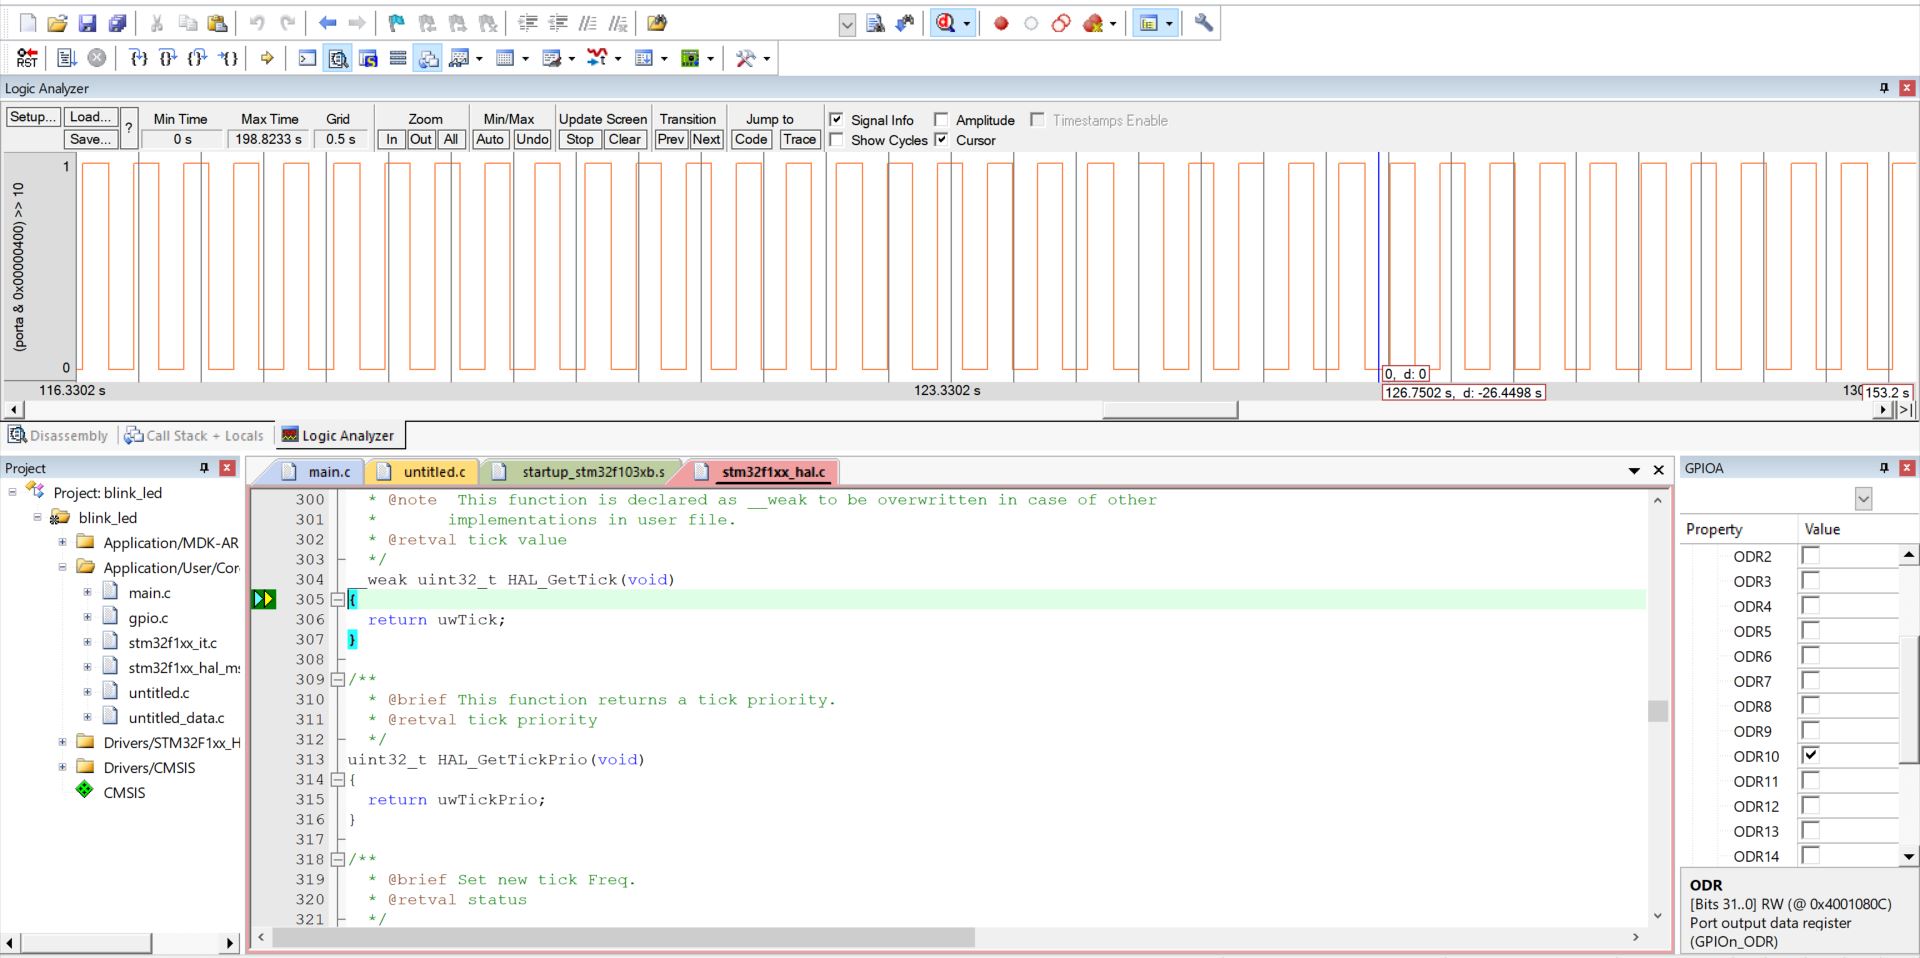 RST
Logic Analyzer
Setup... Load... ? Min Time Max Time Grid Zoom Min/Max Update Screen Transition Jump to Signal Info Amplitude Timestamps Enable
Save... 0 s 198.8233 s 0.5 s In Out All Auto Undo Stop Clear Prev Next Code Trace Show Cycles Cursor
1
(porta & 0x00000400) >> 10
0
0, d: 0
116.3302 s 123.3302 s 126.7502 s, d: -26.4498 s 130 153.2 s
Disassembly Call Stack + Locals Logic Analyzer
Project
Project: blink_led
blink_led
Application/MDK-AR
Application/User/Cor
main.c
gpio.c
stm32f1xx_it.c
stm32f1xx_hal_ms
untitled.c
untitled_data.c
Drivers/STM32F1xx_H
Drivers/CMSIS
CMSIS
main.c untitled.c startup_stm32f103xb.s stm32f1xx_hal.c
300 * @note This function is declared as __weak to be overwritten in case of other
301 * implementations in user file.
302 * @retval tick value
303 */
304 __weak uint32_t HAL_GetTick(void)
305 {
306 return uwTick;
307 }
308
309 /**
310 * @brief This function returns a tick priority.
311 * @retval tick priority
312 */
313 uint32_t HAL_GetTickPrio(void)
314 {
315 return uwTickPrio;
316 }
317
318 /**
319 * @brief Set new tick Freq.
320 * @retval status
321 */
GPIOA
Property Value
ODR2
ODR3
ODR4
ODR5
ODR6
ODR7
ODR8
ODR9
ODR10
ODR11
ODR12
ODR13
ODR14
ODR
[Bits 31..0] RW (@ 0x4001080C)
Port output data register
(GPIOn_ODR)